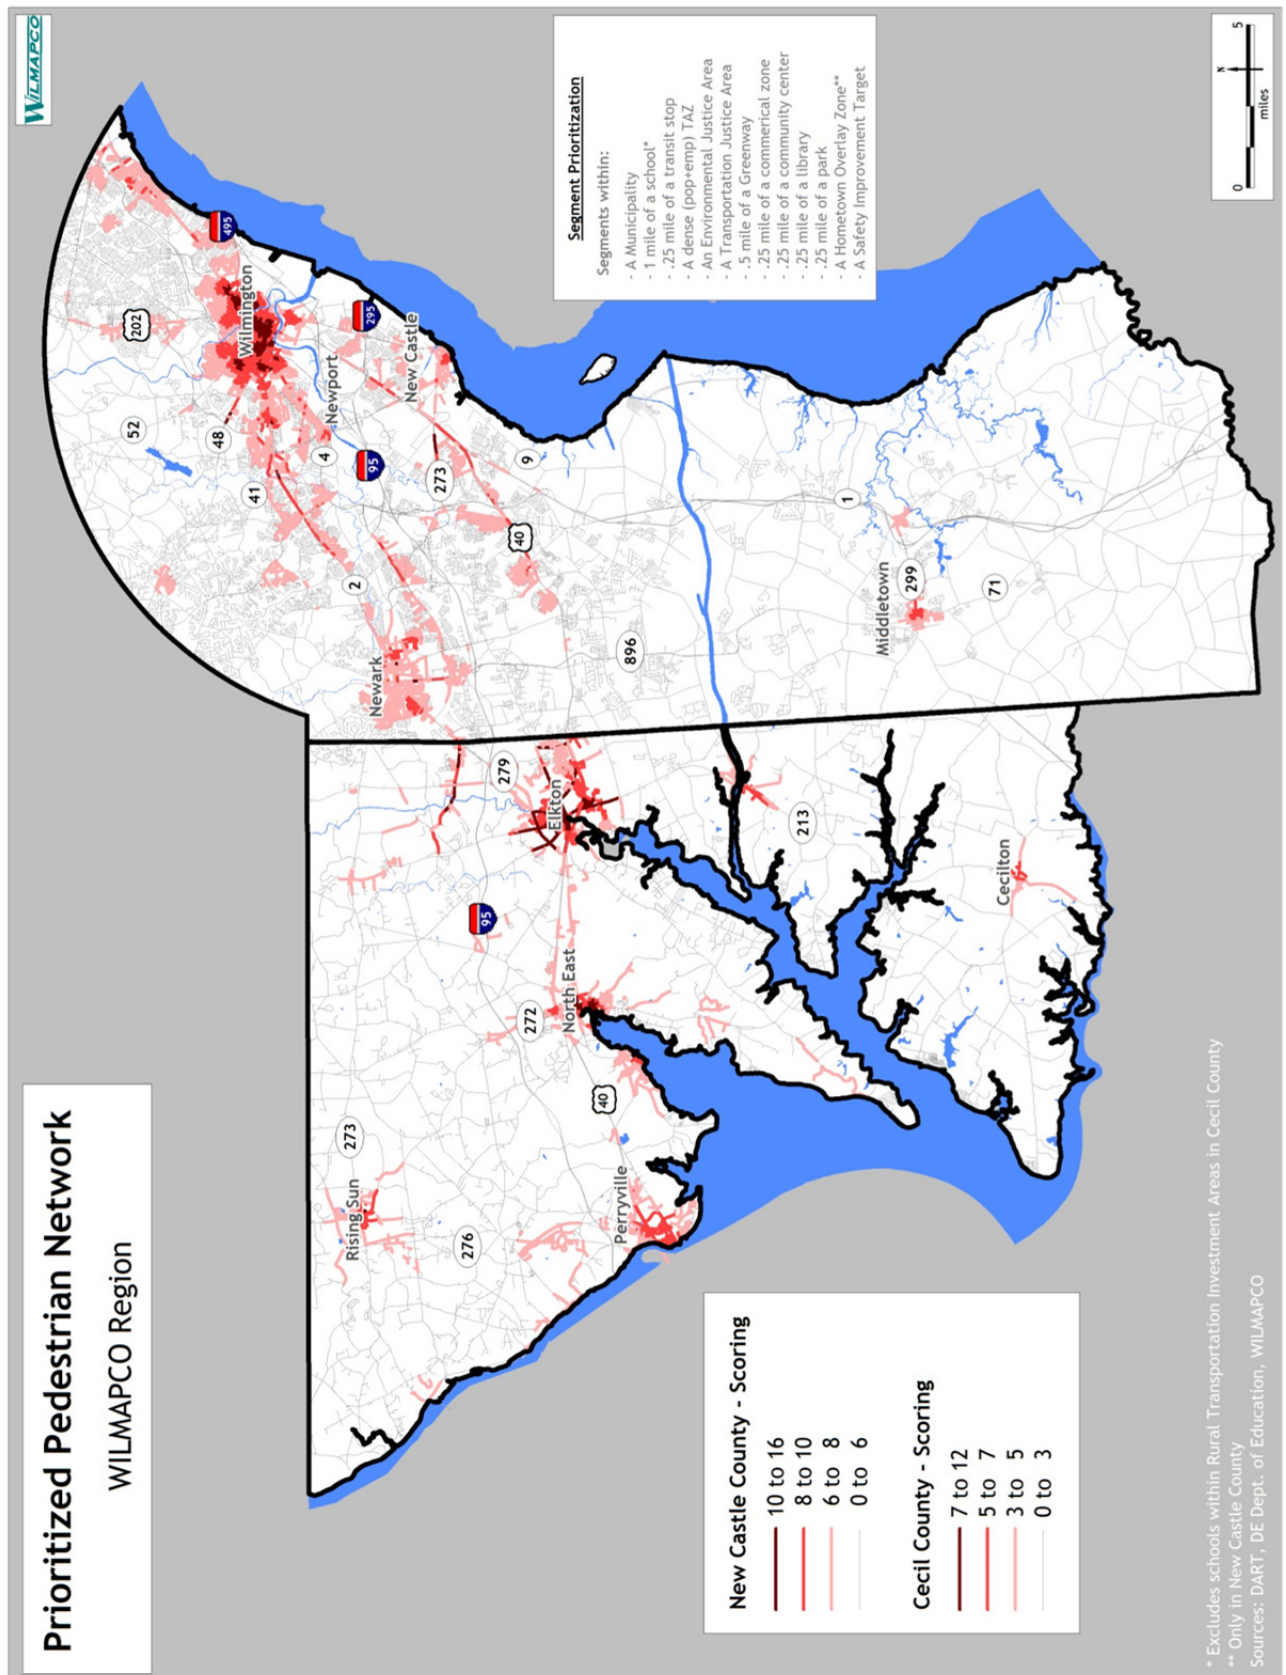 Prioritized Pedestrian Network
WILMAPCO Region
WILMAPCO
Segment Prioritization
Segments within:
- A Municipality
- 1 mile of a school*
- .25 mile of a transit stop
- A dense (pop+emp) TAZ
- An Environmental Justice Area
- A Transportation Justice Area
- .5 mile of a Greenway
- .25 mile of a commerical zone
- .25 mile of a community center
- .25 mile of a library
- .25 mile of a park
- A Hometown Overlay Zone**
- A Safety Improvement Target
N
0 5
miles
202
495
Wilmington
52
48
295
41
4
Newport
New Castle
95
273
9
2
40
Newark
896
1
Middletown
299
71
279
Elkton
213
95
Cecilton
272
North East
40
273
Rising Sun
276
Perryville
New Castle County - Scoring
10 to 16
8 to 10
6 to 8
0 to 6
Cecil County - Scoring
7 to 12
5 to 7
3 to 5
0 to 3
* Excludes schools within Rural Transportation Investment Areas in Cecil County
** Only in New Castle County
Sources: DART, DE Dept. of Education, WILMAPCO